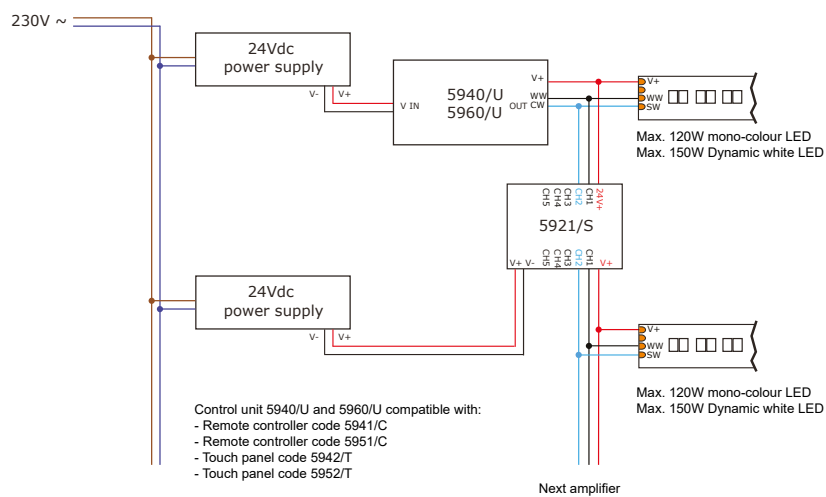 230V ~
24Vdc
power supply
V- V+
V IN
5940/U
5960/U
V+
WW
OUT CW
V+
WW
SW
Max. 120W mono-colour LED
Max. 150W Dynamic white LED
CH5 CH4 CH3 CH2 CH1 24V+
5921/S
V+ V- CH5 CH4 CH3 CH2 CH1 V+
24Vdc
power supply
V- V+
V+
WW
SW
Max. 120W mono-colour LED
Max. 150W Dynamic white LED
Control unit 5940/U and 5960/U compatible with:
- Remote controller code 5941/C
- Remote controller code 5951/C
- Touch panel code 5942/T
- Touch panel code 5952/T
Next amplifier